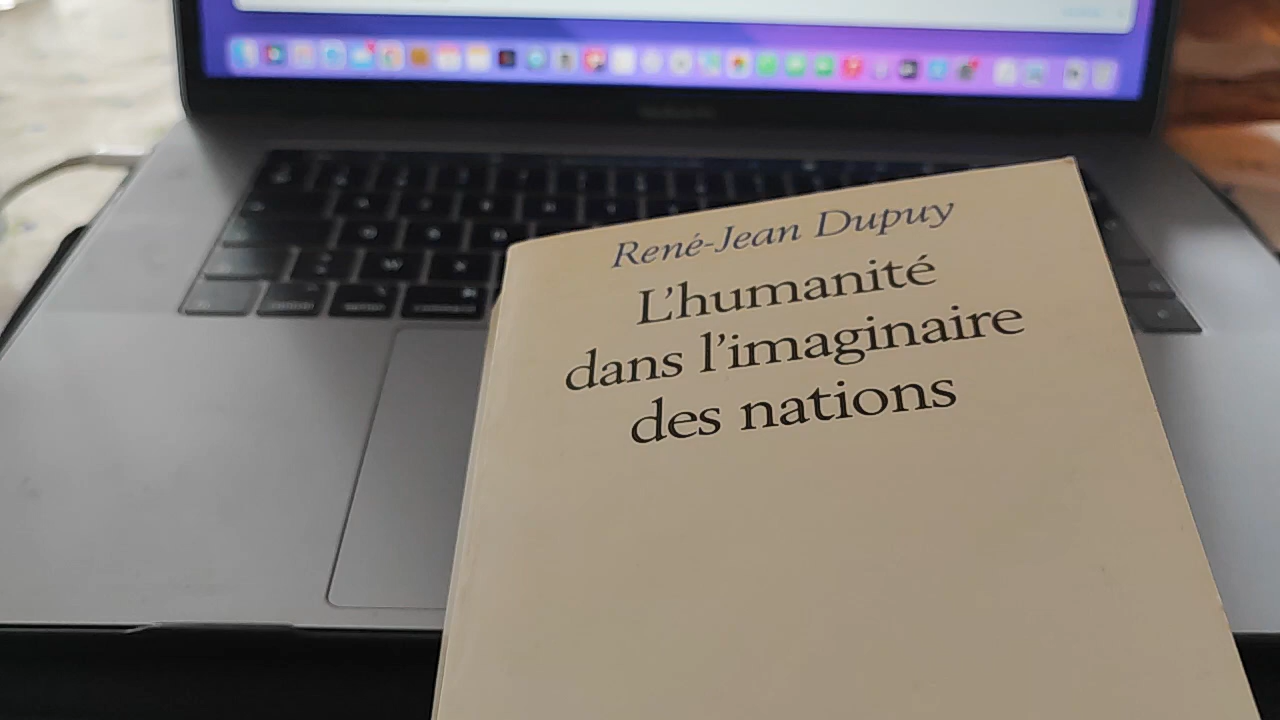 René-Jean Dupuy
L'humanité
dans l'imaginaire
des nations